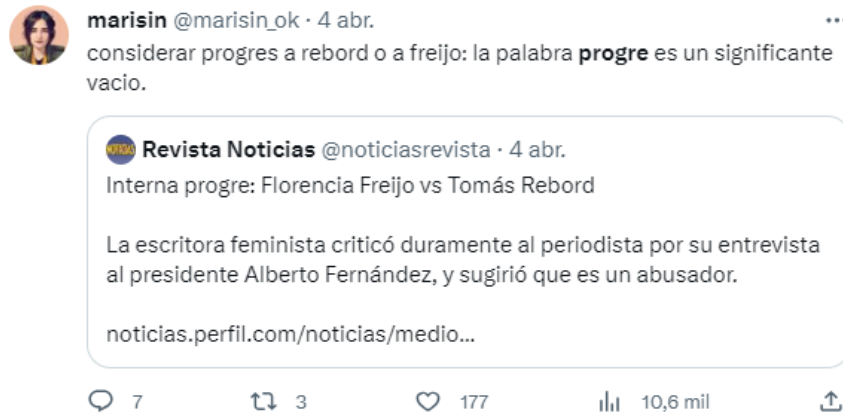 marisin @marisin_ok · 4 abr.
considerar progres a rebord o a freijo: la palabra progre es un significante
vacio.
NOTICIAS Revista Noticias @noticiasrevista · 4 abr.
Interna progre: Florencia Freijo vs Tomás Rebord
La escritora feminista criticó duramente al periodista por su entrevista
al presidente Alberto Fernández, y sugirió que es un abusador.
noticias.perfil.com/noticias/medio...
7 3 177 10,6 mil